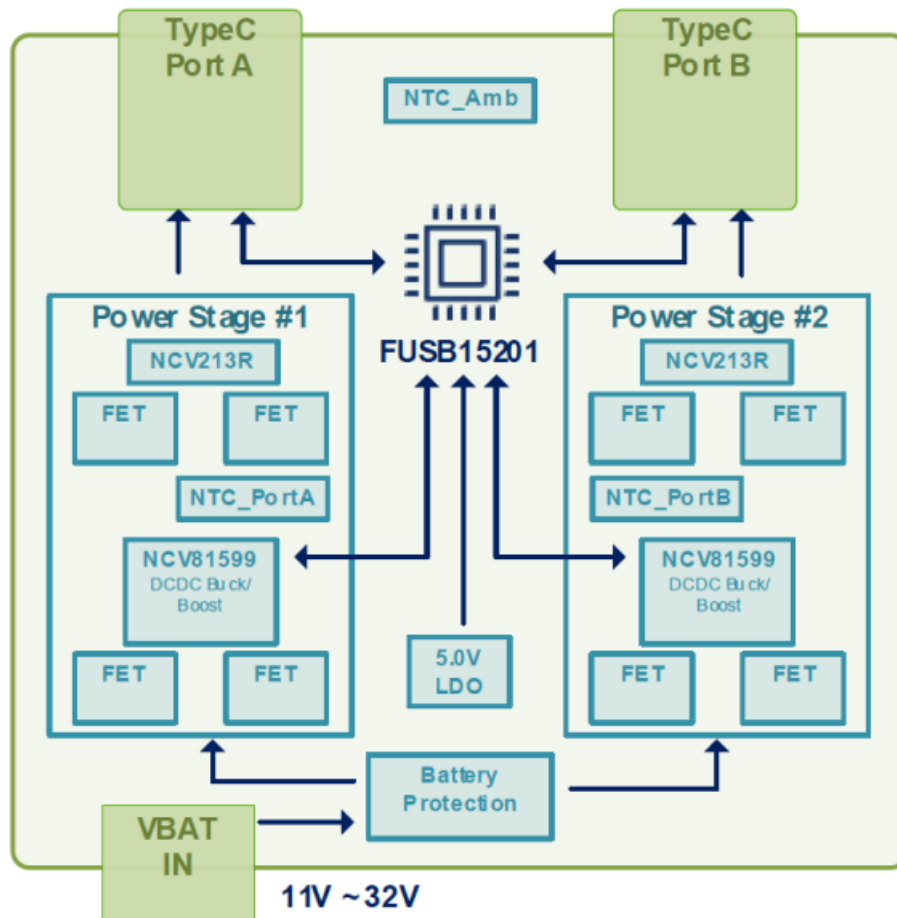 TypeC
Port A
TypeC
Port B
NTC_Amb
FUSB15201
Power Stage #1
NCV213R
FET
FET
NTC_PortA
NCV81599
DCDC Buck/
Boost
FET
FET
Power Stage #2
NCV213R
FET
FET
NTC_PortB
NCV81599
DCDC Buck/
Boost
FET
FET
5.0V
LDO
Battery
Protection
VBAT
IN
11V ~ 32V